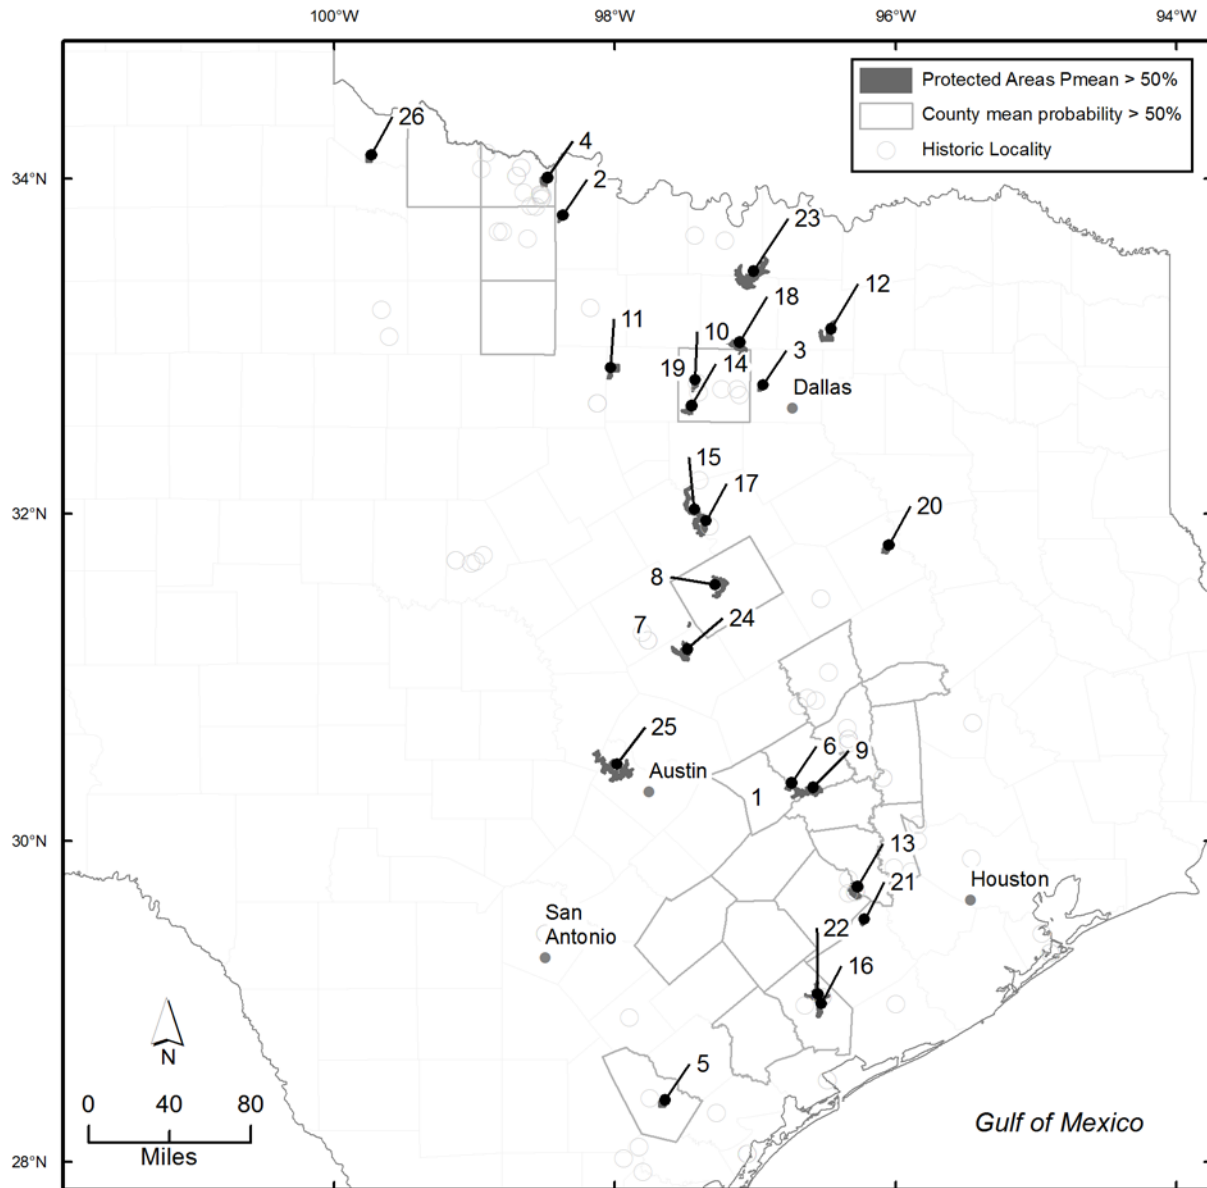 100°W 98°W 96°W 94°W
Protected Areas Pmean > 50%
County mean probability > 50%
Historic Locality
26
4
34°N
2
23
12
18
11
10
3
19
14
Dallas
15
17
32°N
20
8
7
24
25
6
9
Austin
1
30°N
13
Houston
21
San
Antonio
22
16
N
5
0 40 80
Miles
Gulf of Mexico
28°N